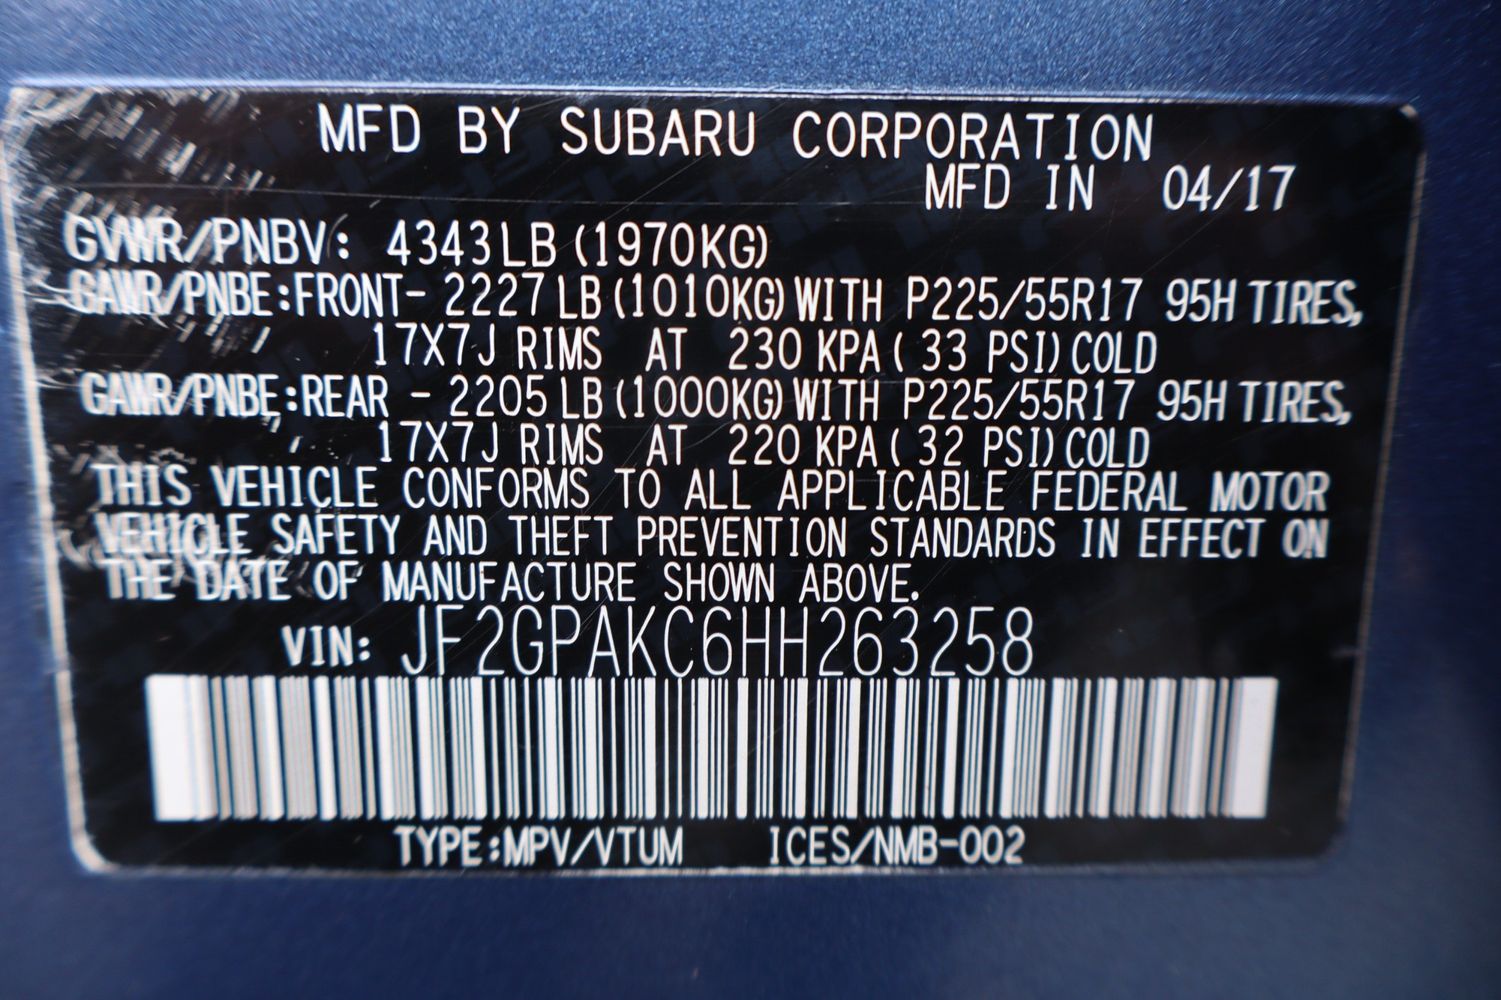 MFD BY SUBARU CORPORATION
MFD IN 04/17
GVWR/PNBV: 4343LB (1970KG)
GAWR/PNBE:FRONT- 2227LB (1010KG) WITH P225/55R17 95H TIRES,
17X7J RIMS AT 230 KPA ( 33 PSI) COLD
GAWR/PNBE:REAR - 2205LB (1000KG) WITH P225/55R17 95H TIRES,
17X7J RIMS AT 220 KPA ( 32 PSI) COLD
THIS VEHICLE CONFORMS TO ALL APPLICABLE FEDERAL MOTOR
VEHICLE SAFETY AND THEFT PREVENTION STANDARDS IN EFFECT ON
THE DATE OF MANUFACTURE SHOWN ABOVE.
VIN: JF2GPAKC6HH263258
TYPE:MPV/VTUM ICES/NMB-002